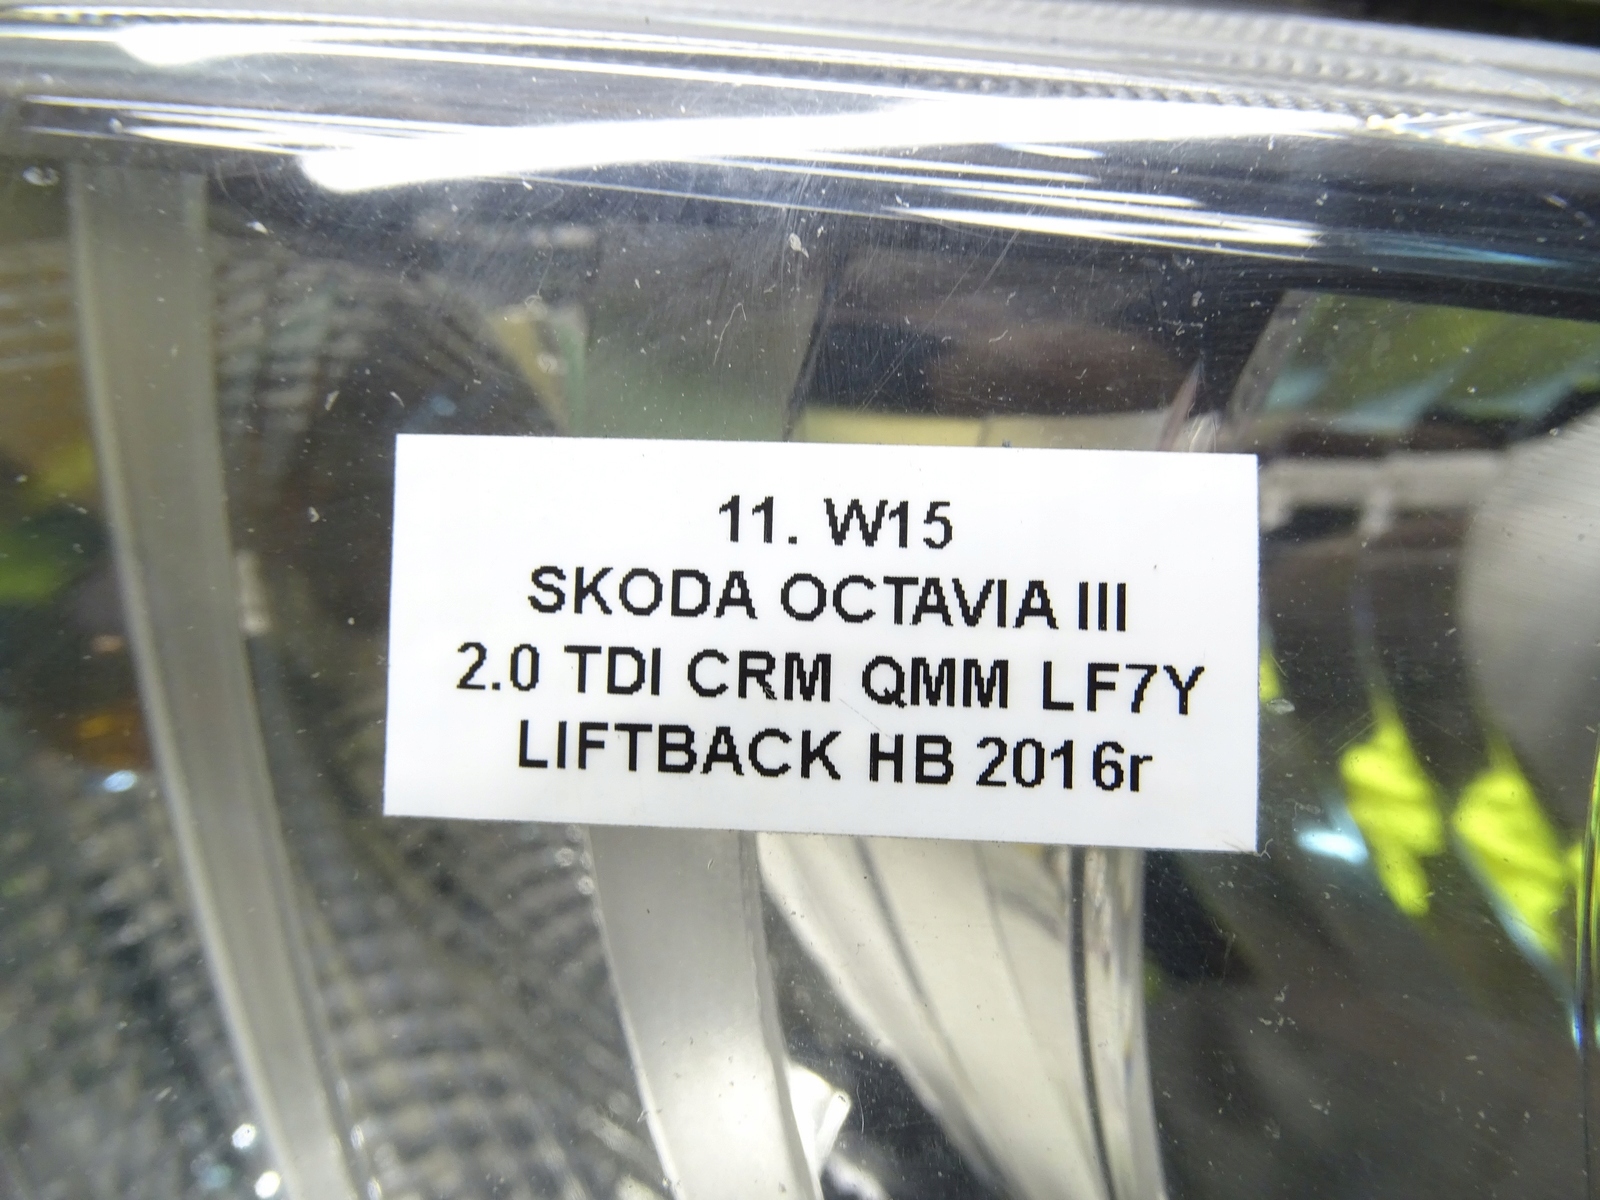 11. W15
SKODA OCTAVIA III
2.0 TDI CRM QMM LF7Y
LIFTBACK HB 2016r